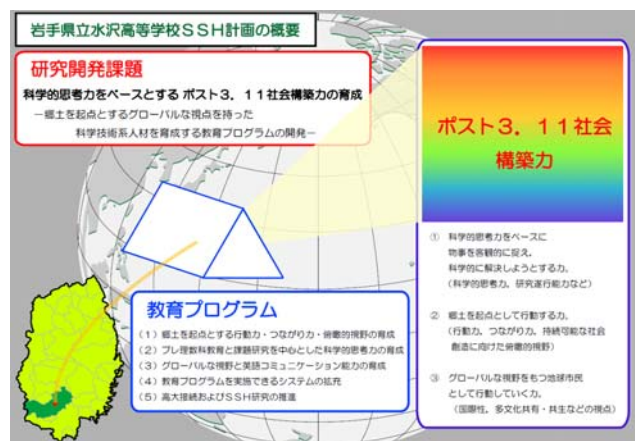 岩手県立水沢高等学校ＳＳＨ計画の概要
研究開発課題
科学的思考力をベースとする ポスト３．１１社会構築力の育成
－郷土を起点とするグローバルな視点を持った
科学技術系人材を育成する教育プログラムの開発－
ポスト３．１１社会
構築力
① 科学的思考力をベースに
物事を客観的に捉え，
科学的に解決しようとする力，
（科学的思考力，研究遂行能力など）
② 郷土を起点として行動する力，
（行動力，つながり力，持続可能な社会
創造に向けた俯瞰的視野）
③ グローバルな視野をもつ地球市民
として行動していく力，
（国際性，多文化共有・共生などの視点）
教育プログラム
（１）郷土を起点とする行動力・つながり力・俯瞰的視野の育成
（２）プレ理数科教育と課題研究を中心とした科学的思考力の育成
（３）グローバルな視野と英語コミュニケーション能力の育成
（４）教育プログラムを実施できるシステムの拡充
（５）高大接続およびＳＳＨ研究の推進